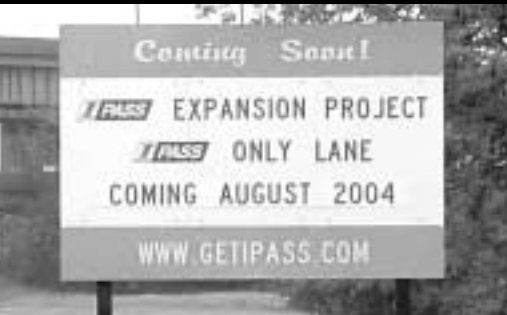 Coming Soon!
I PASS EXPANSION PROJECT
I PASS ONLY LANE
COMING AUGUST 2004
WWW.GETIPASS.COM